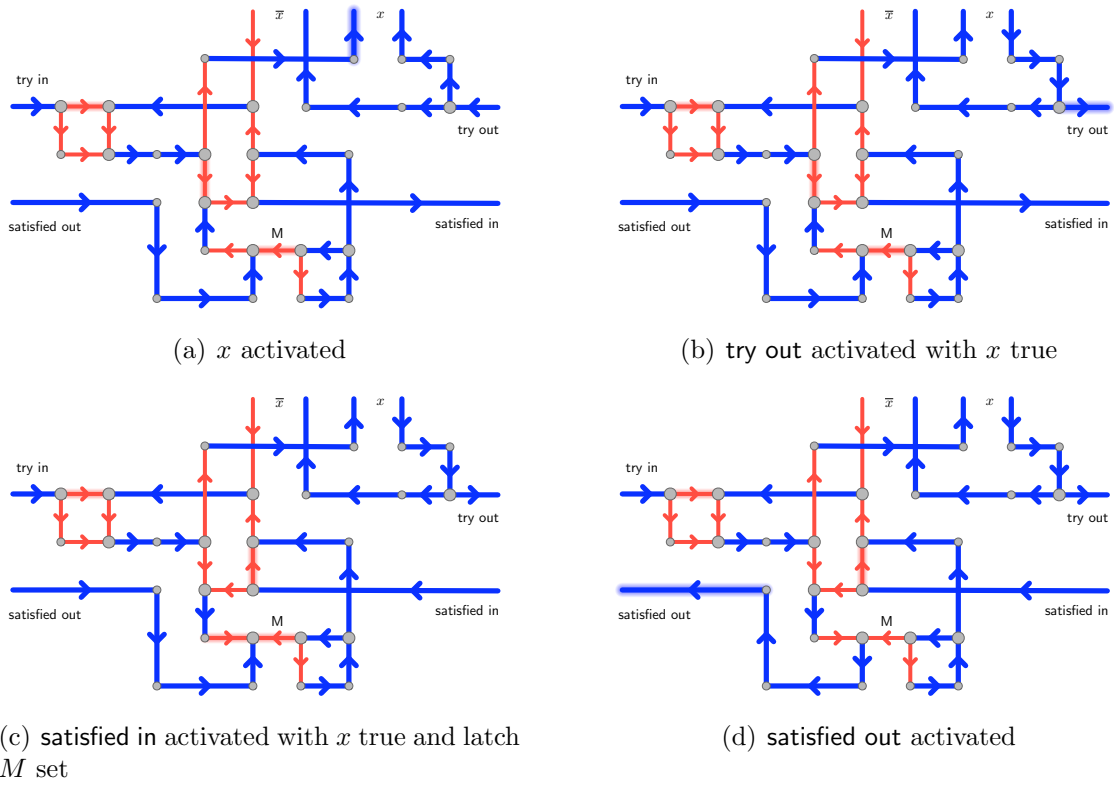 x̅ x x̅ x
try in try in
try out try out
satisfied out satisfied in satisfied out satisfied in
M M
(a) x activated
(b) try out activated with x true
x̅ x x̅ x
try in try in
try out try out
satisfied out satisfied in satisfied out satisfied in
M M
(c) satisfied in activated with x true and latch
M set
(d) satisfied out activated